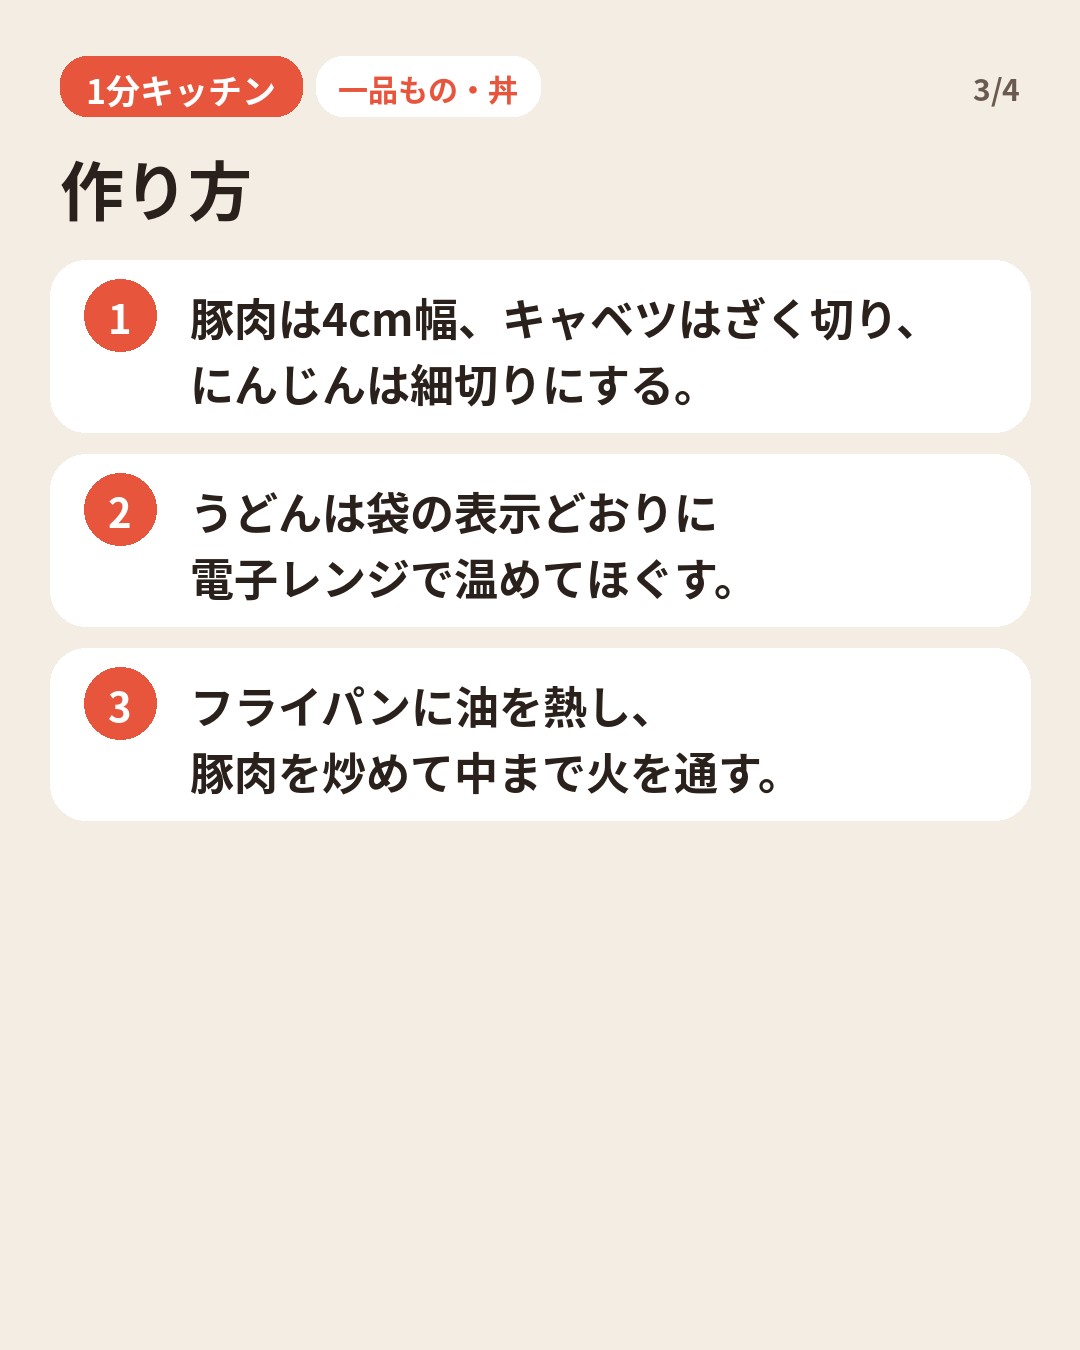 1分キッチン
一品もの・丼
3/4
作り方
1
豚肉は4cm幅、キャベツはざく切り、
にんじんは細切りにする。
2
うどんは袋の表示どおりに
電子レンジで温めてほぐす。
3
フライパンに油を熱し、
豚肉を炒めて中まで火を通す。